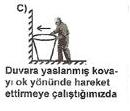 C)
Duvara yaslanmış kova-
yı ok yönünde hareket
ettirmeye çalıştığımızda